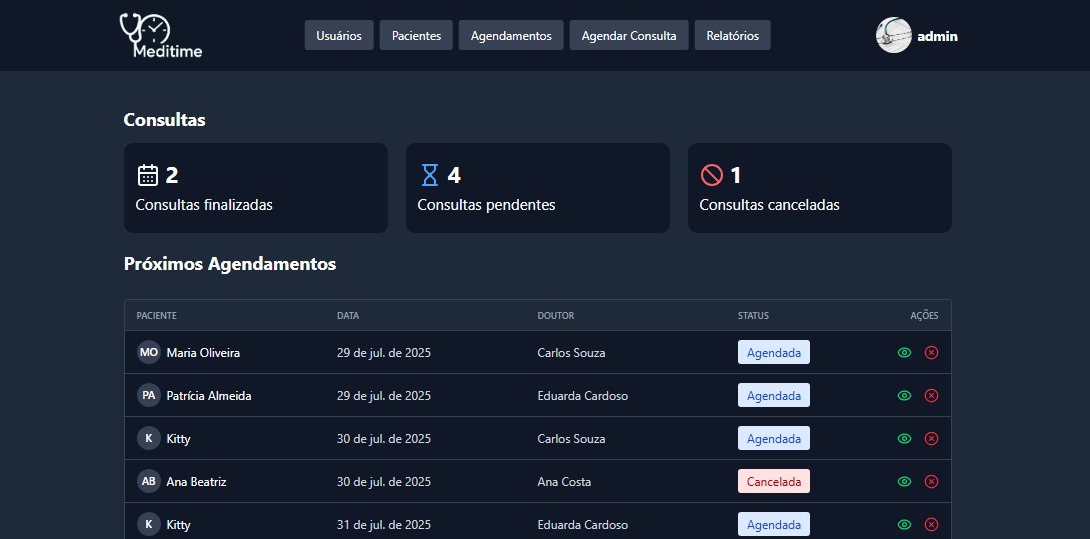 Meditime
Usuários Pacientes Agendamentos Agendar Consulta Relatórios
admin
Consultas
2
Consultas finalizadas
4
Consultas pendentes
1
Consultas canceladas
Próximos Agendamentos
PACIENTE DATA DOUTOR STATUS AÇÕES
MO Maria Oliveira 29 de jul. de 2025 Carlos Souza Agendada
PA Patrícia Almeida 29 de jul. de 2025 Eduarda Cardoso Agendada
K Kitty 30 de jul. de 2025 Carlos Souza Agendada
AB Ana Beatriz 30 de jul. de 2025 Ana Costa Cancelada
K Kitty 31 de jul. de 2025 Eduarda Cardoso Agendada